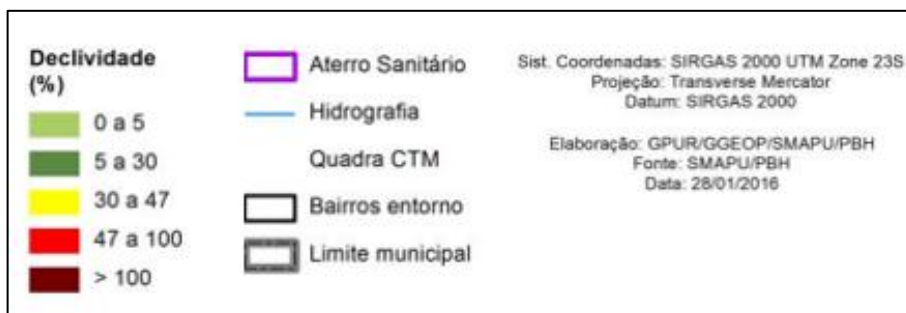 Declividade
(%)
0 a 5
5 a 30
30 a 47
47 a 100
> 100
Aterro Sanitário
Hidrografia
Quadra CTM
Bairros entorno
Limite municipal
Sist. Coordenadas: SIRGAS 2000 UTM Zone 23S
Projeção: Transverse Mercator
Datum: SIRGAS 2000
Elaboração: GPUR/GGEOP/SMAPU/PBH
Fonte: SMAPU/PBH
Data: 28/01/2016